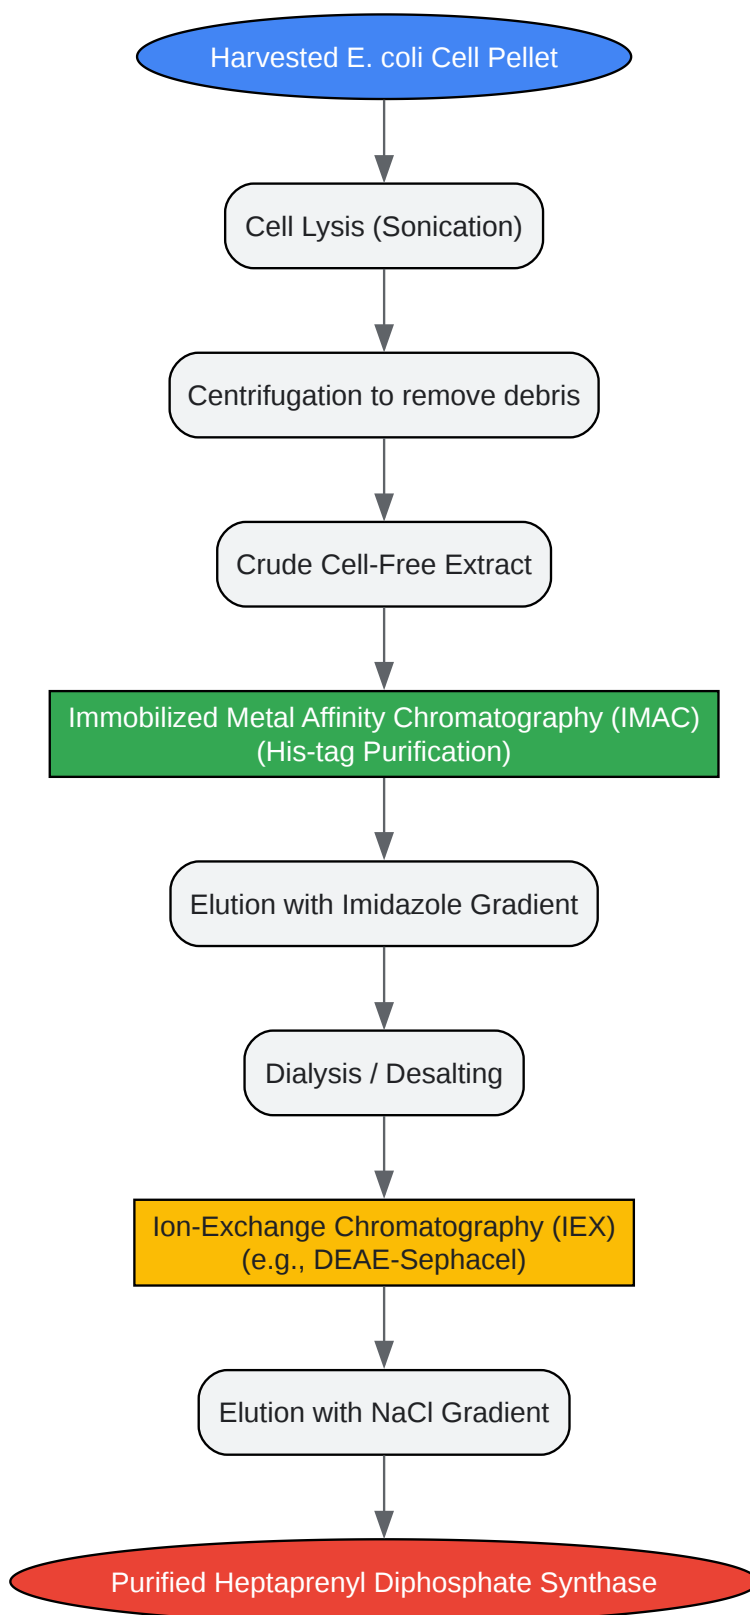 Harvested E. coli Cell Pellet
Cell Lysis (Sonication)
Centrifugation to remove debris
Crude Cell-Free Extract
Immobilized Metal Affinity Chromatography (IMAC)
(His-tag Purification)
Elution with Imidazole Gradient
Dialysis / Desalting
Ion-Exchange Chromatography (IEX)
(e.g., DEAE-Sephacel)
Elution with NaCl Gradient
Purified Heptaprenyl Diphosphate Synthase